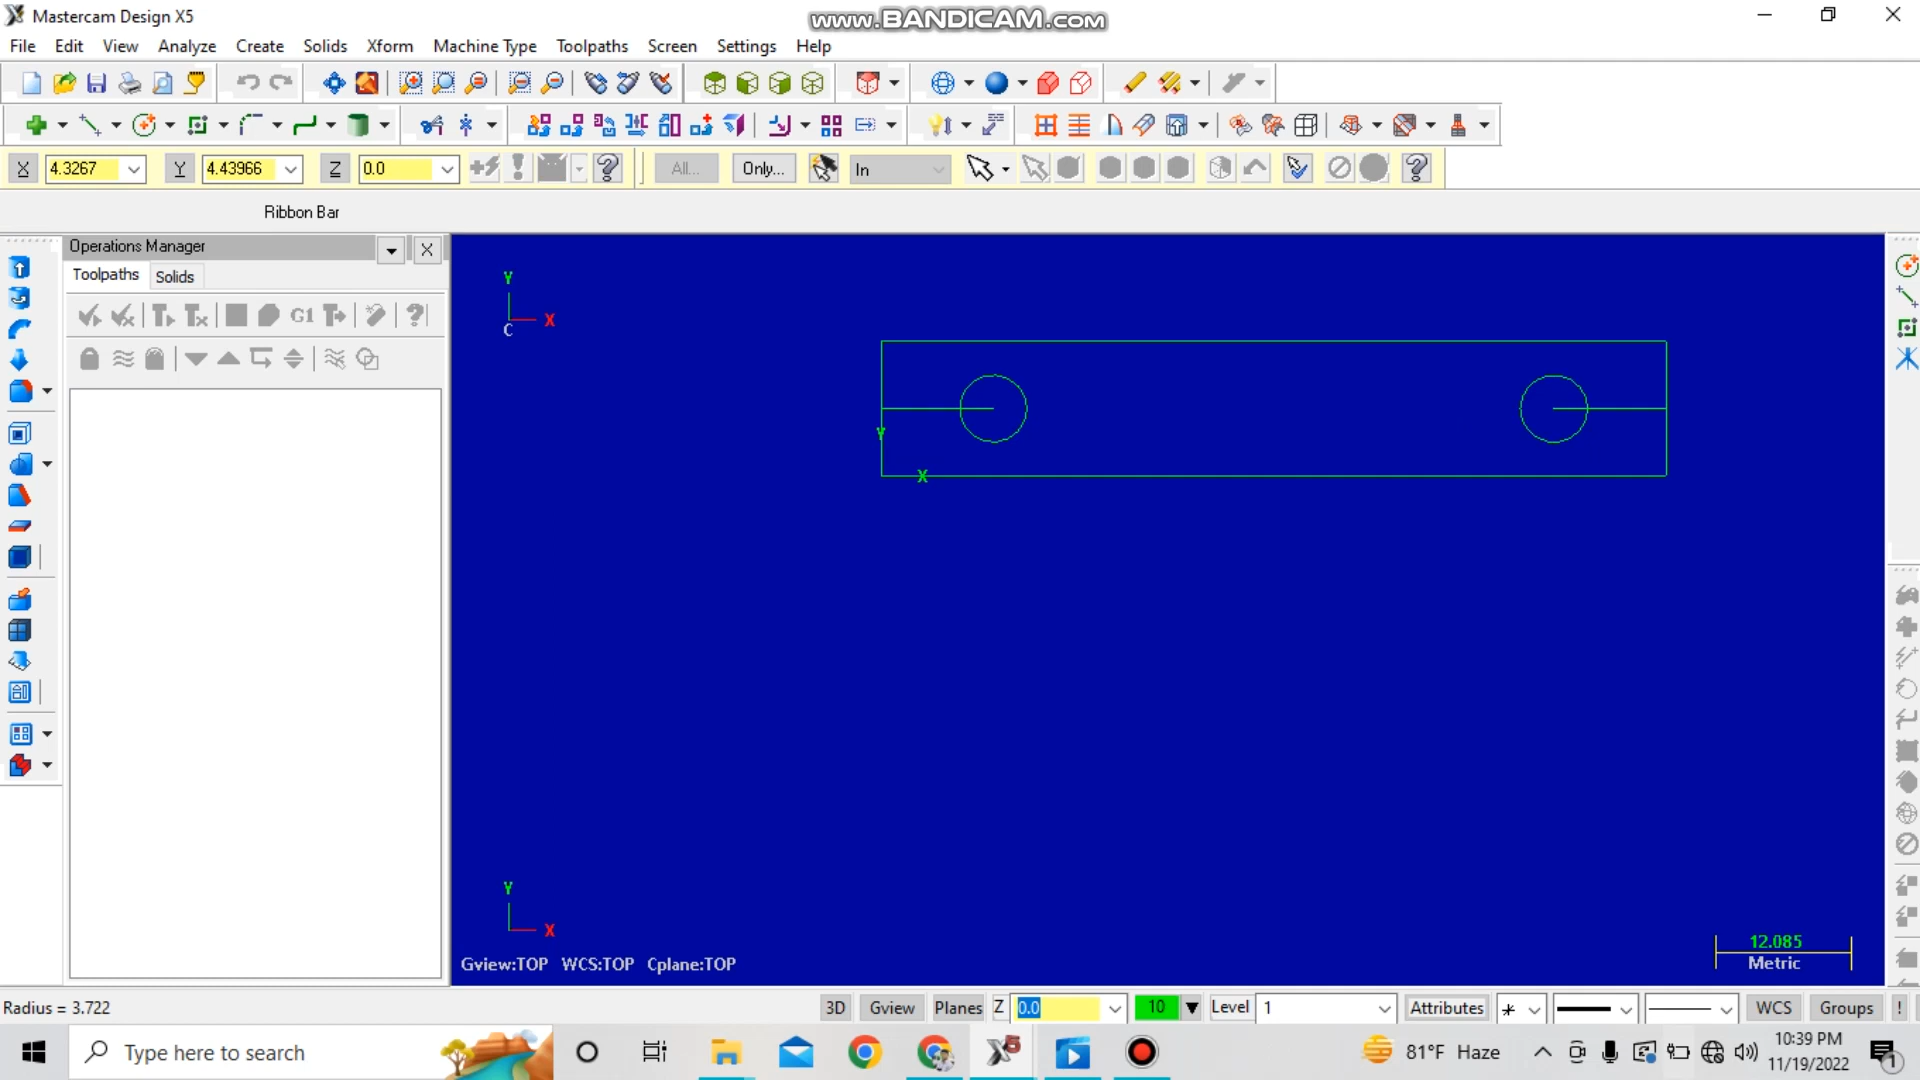 Mastercam Design X5
www.BANDICAM.com
File Edit View Analyze Create Solids Xform Machine Type Toolpaths Screen Settings Help
X 4.3267 Y 4.43966 Z 0.0 All... Only... In
Ribbon Bar
Operations Manager
Toolpaths Solids
G1
Y
X
C
Y
X
Y
X
Gview:TOP WCS:TOP Cplane:TOP
12.085
Metric
Radius = 3.722 3D Gview Planes Z 0.0 10 Level 1 Attributes WCS Groups !
Type here to search 5 81°F Haze 10:39 PM
11/19/2022 1